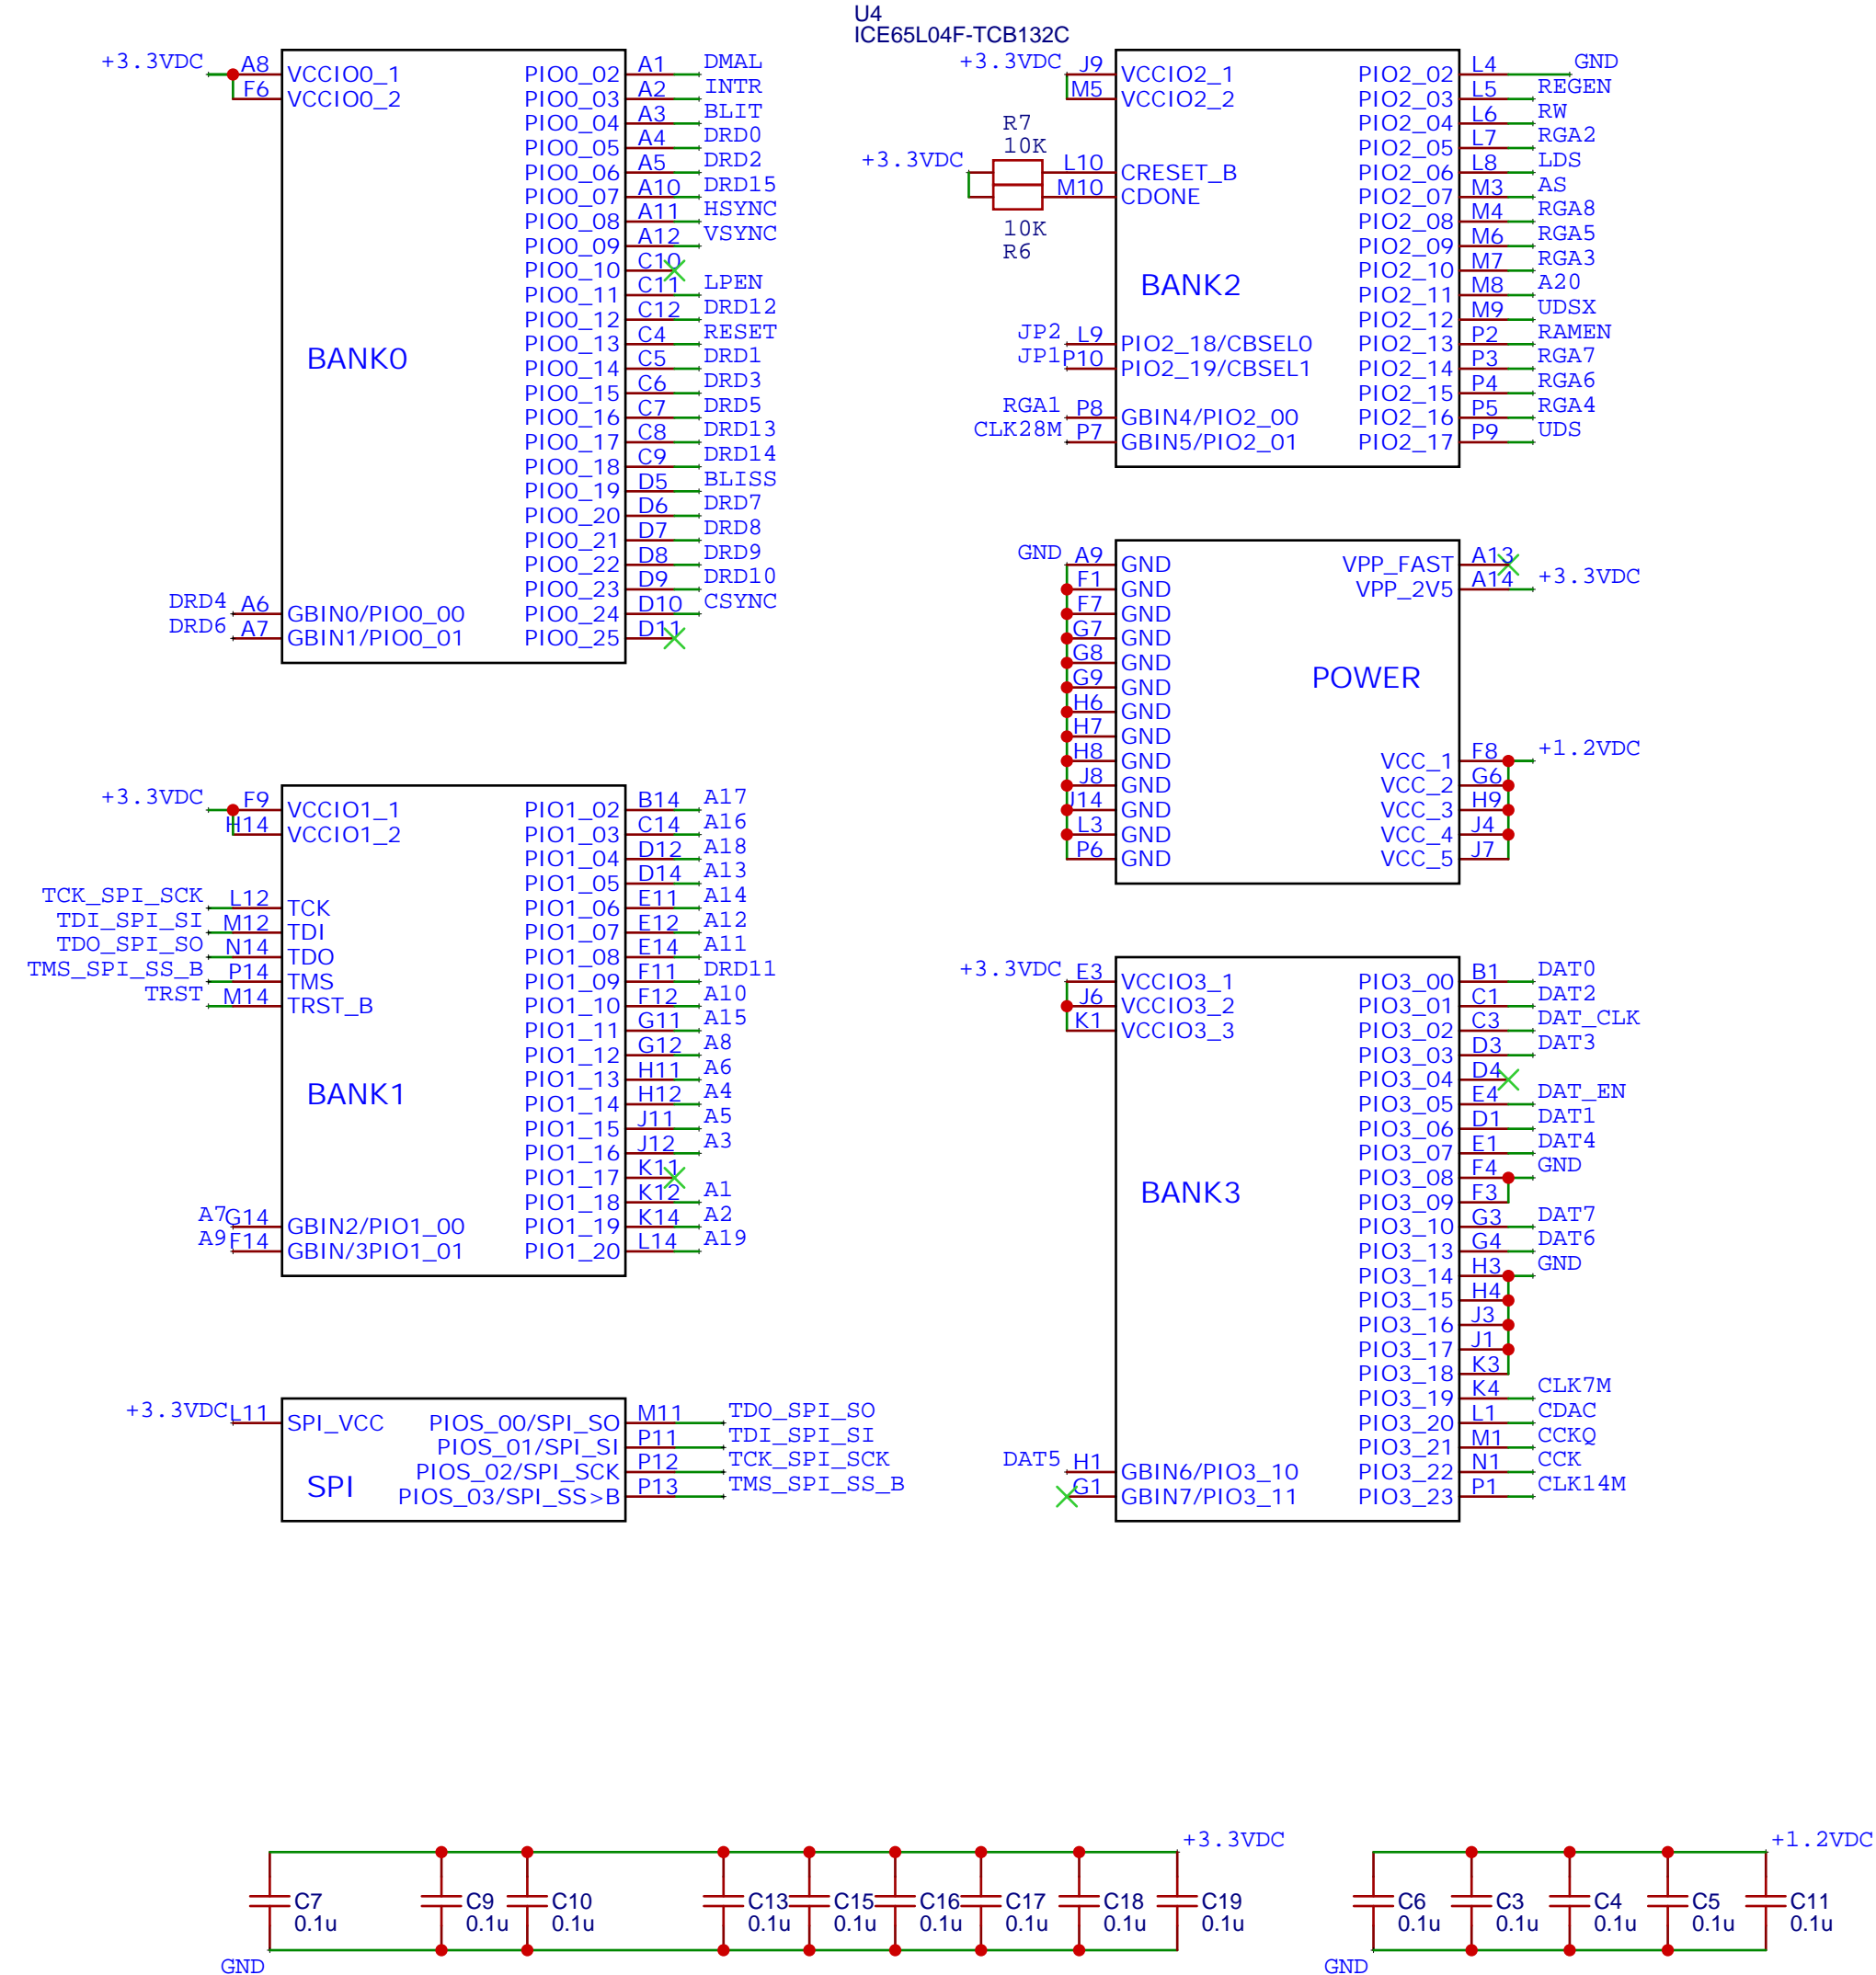 U4
ICE65L04F-TCB132C
+3.3VDC A8 VCCIO0_1 PIO0_02 A1 DMAL
F6 VCCIO0_2 PIO0_03 A2 INTR
PIO0_04 A3 BLIT
PIO0_05 A4 DRD0
PIO0_06 A5 DRD2
PIO0_07 A10 DRD15
PIO0_08 A11 HSYNC
PIO0_09 A12 VSYNC
PIO0_10 C10
PIO0_11 C11 LPEN
PIO0_12 C12 DRD12
PIO0_13 C4 RESET
BANK0
PIO0_14 C5 DRD1
PIO0_15 C6 DRD3
PIO0_16 C7 DRD5
PIO0_17 C8 DRD13
PIO0_18 C9 DRD14
PIO0_19 D5 BLISS
PIO0_20 D6 DRD7
PIO0_21 D7 DRD8
PIO0_22 D8 DRD9
PIO0_23 D9 DRD10
DRD4 A6 GBIN0/PIO0_00 PIO0_24 D10 CSYNC
DRD6 A7 GBIN1/PIO0_01 PIO0_25 D11
+3.3VDC J9 VCCIO2_1 PIO2_02 L4 GND
M5 VCCIO2_2 PIO2_03 L5 REGEN
R7
10K
PIO2_04 L6 RW
PIO2_05 L7 RGA2
+3.3VDC L10 CRESET_B PIO2_06 L8 LDS
M10 CDONE PIO2_07 M3 AS
10K
R6
PIO2_08 M4 RGA8
PIO2_09 M6 RGA5
PIO2_10 M7 RGA3
BANK2
PIO2_11 M8 A20
PIO2_12 M9 UDSX
JP2 L9 PIO2_18/CBSEL0 PIO2_13 P2 RAMEN
JP1 P10 PIO2_19/CBSEL1 PIO2_14 P3 RGA7
PIO2_15 P4 RGA6
RGA1 P8 GBIN4/PIO2_00 PIO2_16 P5 RGA4
CLK28M P7 GBIN5/PIO2_01 PIO2_17 P9 UDS
GND A9 GND VPP_FAST A13
F1 GND VPP_2V5 A14 +3.3VDC
F7 GND
G7 GND
G8 GND
POWER
G9 GND
H6 GND
H7 GND
H8 GND VCC_1 F8 +1.2VDC
J8 GND VCC_2 G6
J14 GND VCC_3 H9
L3 GND VCC_4 J4
P6 GND VCC_5 J7
+3.3VDC F9 VCCIO1_1 PIO1_02 B14 A17
H14 VCCIO1_2 PIO1_03 C14 A16
PIO1_04 D12 A18
PIO1_05 D14 A13
TCK_SPI_SCK L12 TCK PIO1_06 E11 A14
TDI_SPI_SI M12 TDI PIO1_07 E12 A12
TDO_SPI_SO N14 TDO PIO1_08 E14 A11
TMS_SPI_SS_B P14 TMS PIO1_09 F11 DRD11
TRST M14 TRST_B PIO1_10 F12 A10
PIO1_11 G11 A15
PIO1_12 G12 A8
PIO1_13 H11 A6
BANK1
PIO1_14 H12 A4
PIO1_15 J11 A5
PIO1_16 J12 A3
PIO1_17 K11
PIO1_18 K12 A1
A7 G14 GBIN2/PIO1_00 PIO1_19 K14 A2
A9 F14 GBIN/3PIO1_01 PIO1_20 L14 A19
+3.3VDC E3 VCCIO3_1 PIO3_00 B1 DAT0
J6 VCCIO3_2 PIO3_01 C1 DAT2
K1 VCCIO3_3 PIO3_02 C3 DAT_CLK
PIO3_03 D3 DAT3
PIO3_04 D4
PIO3_05 E4 DAT_EN
PIO3_06 D1 DAT1
PIO3_07 E1 DAT4
PIO3_08 F4 GND
BANK3
PIO3_09 F3
PIO3_10 G3 DAT7
PIO3_13 G4 DAT6
PIO3_14 H3 GND
PIO3_15 H4
PIO3_16 J3
PIO3_17 J1
PIO3_18 K3
PIO3_19 K4 CLK7M
PIO3_20 L1 CDAC
PIO3_21 M1 CCKQ
DAT5 H1 GBIN6/PIO3_10 PIO3_22 N1 CCK
G1 GBIN7/PIO3_11 PIO3_23 P1 CLK14M
+3.3VDC L11 SPI_VCC PIOS_00/SPI_SO M11 TDO_SPI_SO
PIOS_01/SPI_SI P11 TDI_SPI_SI
PIOS_02/SPI_SCK P12 TCK_SPI_SCK
SPI PIOS_03/SPI_SS>B P13 TMS_SPI_SS_B
+3.3VDC +1.2VDC
C7 C9 C10 C13 C15 C16 C17 C18 C19 C6 C3 C4 C5 C11
0.1u 0.1u 0.1u 0.1u 0.1u 0.1u 0.1u 0.1u 0.1u 0.1u 0.1u 0.1u 0.1u 0.1u
GND GND